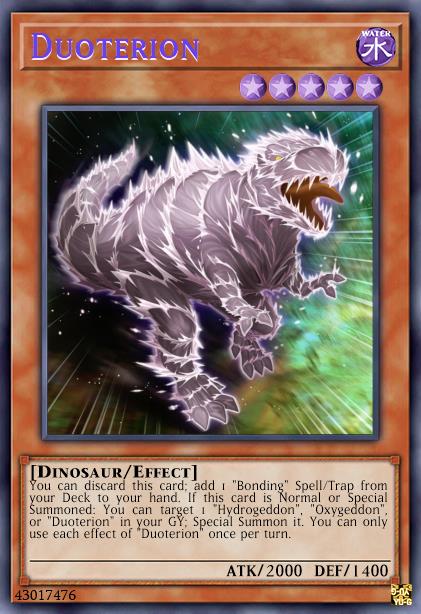 DUOTERION
WATER
水
[DINOSAUR/EFFECT]
You can discard this card; add 1 "Bonding" Spell/Trap from
your Deck to your hand. If this card is Normal or Special
Summoned: You can target 1 "Hydrogeddon", "Oxygeddon",
or "Duoterion" in your GY; Special Summon it. You can only
use each effect of "Duoterion" once per turn.
ATK/2000 DEF/1400
43017476